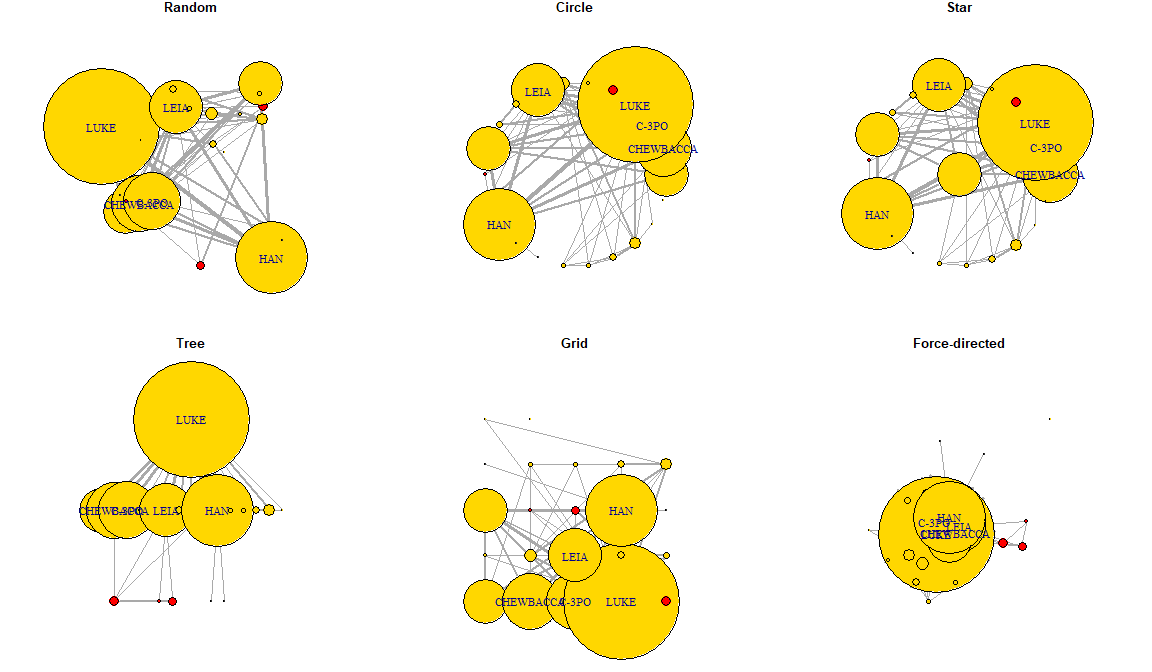 Random
Circle
Star
LUKE
LEIA
CHEWBACCA
C-3PO
HAN
LEIA
LUKE
C-3PO
CHEWBACCA
HAN
LEIA
LUKE
C-3PO
CHEWBACCA
HAN
Tree
Grid
Force-directed
LUKE
CHEWBACCA
C-3PO
LEIA
HAN
HAN
LEIA
CHEWBACCA
C-3PO
LUKE
HAN
C-3PO
LEIA
LUKE
CHEWBACCA